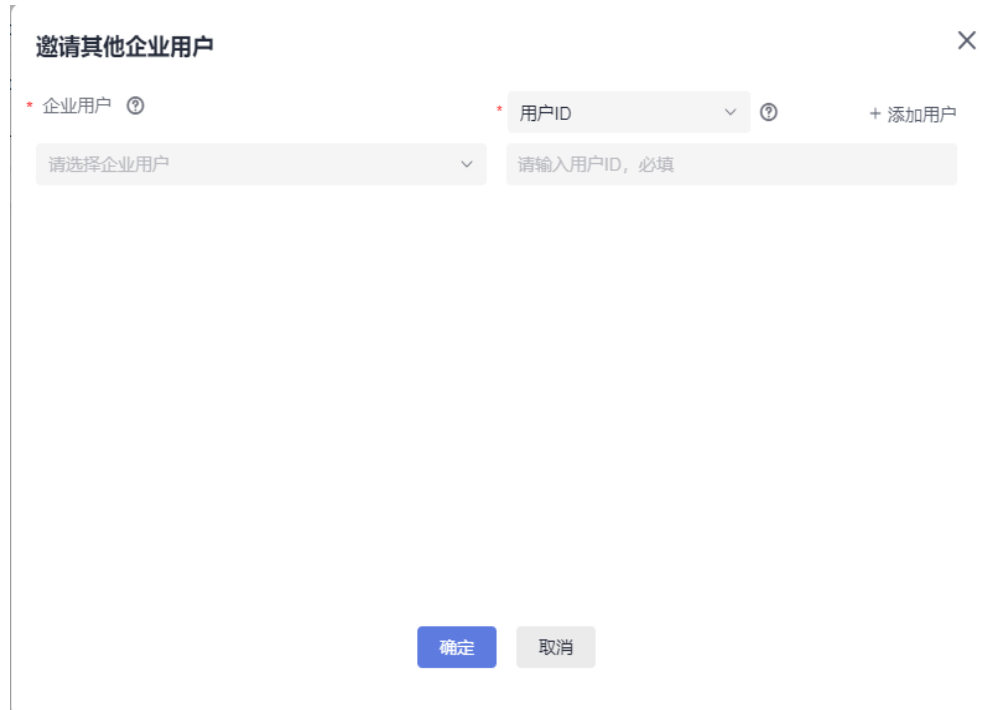 邀请其他企业用户
* 企业用户
* 用户ID
+ 添加用户
请选择企业用户
请输入用户ID，必填
确定
取消